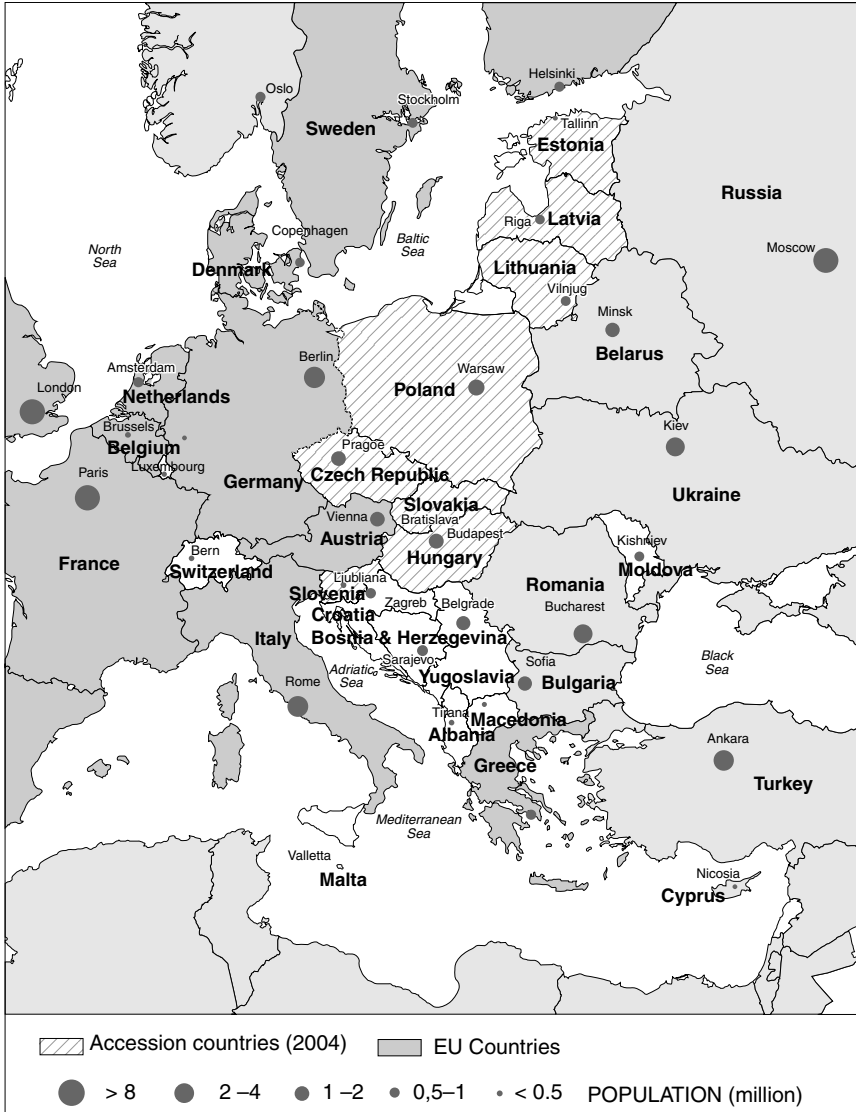 Helsinki
Oslo
Stockholm
Tallinn
Sweden
Estonia
Russia
Riga
Latvia
Copenhagen
Baltic
Sea
North
Sea
Moscow
Denmark
Lithuania
Vilnjug
Minsk
Belarus
Berlin
Amsterdam
London
Netherlands
Warsaw
Poland
Brussels
Kiev
Belgium
Pragoe
Luxembourg
Paris
Czech Republic
Germany
Ukraine
Slovakia
Vienna
Bratislava
Austria
Budapest
Kishniev
Bern
Hungary
France
Switzerland
Moldova
Ljubliana
Romania
Slovenia
Zagreb
Belgrade
Bucharest
Croatia
Italy
Bosnia & Herzegevina
Sarajevo
Sofia
Black
Sea
Adriatic
Sea
Yugoslavia
Bulgaria
Rome
Tirana
Macedonia
Albania
Ankara
Greece
Turkey
Mediterranean
Sea
Valletta
Malta
Nicosia
Cyprus
Accession countries (2004) EU Countries
> 8 2 –4 1 –2 0,5–1 < 0.5 POPULATION (million)